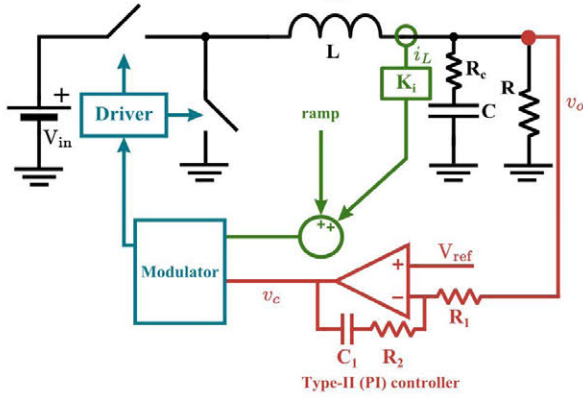 L
i_L
R_c
K_i
C
R
v_o
+
V_in
Driver
ramp
++
Modulator
v_c
+
V_ref
−
R_1
C_1
R_2
Type-II (PI) controller